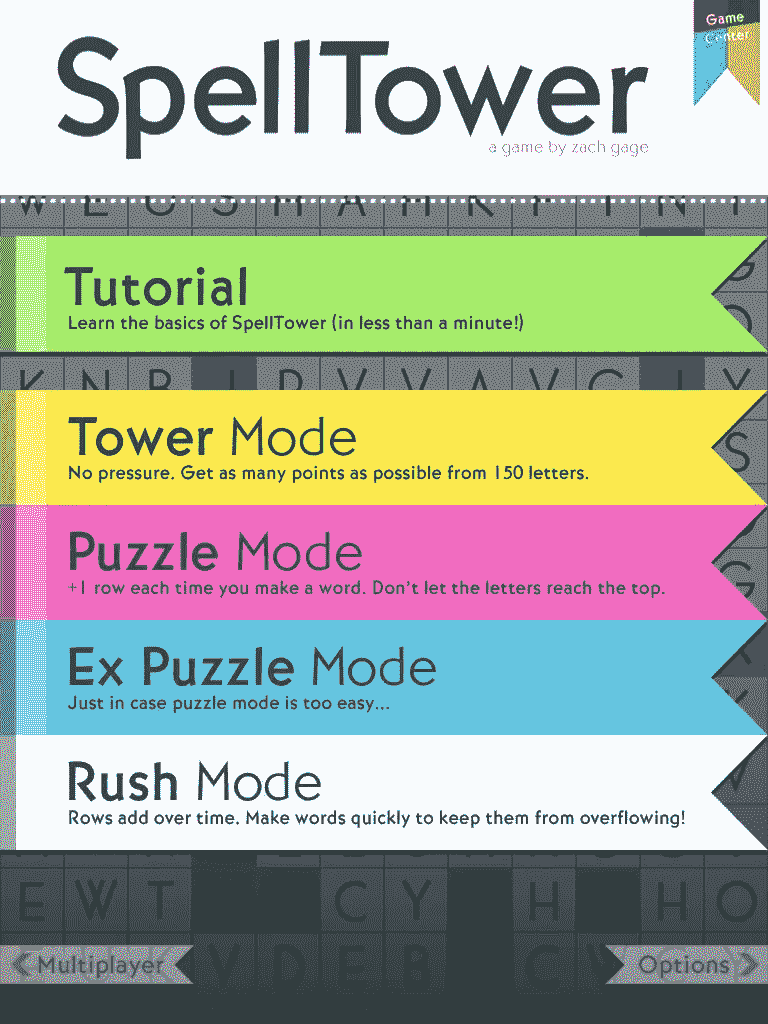 Game
Center
SpellTower
a game by zach gage
Tutorial
Learn the basics of SpellTower (in less than a minute!)
K N B I P V V A V C I Y
Tower Mode
No pressure. Get as many points as possible from 150 letters.
S
Puzzle Mode
+1 row each time you make a word. Don't let the letters reach the top.
G
Ex Puzzle Mode
Just in case puzzle mode is too easy...
Rush Mode
Rows add over time. Make words quickly to keep them from overflowing!
E W T C Y H H O
Multiplayer
V D E B
Options